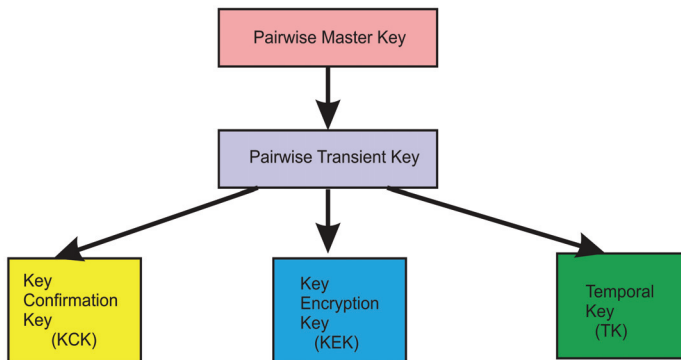 Pairwise Master Key
Pairwise Transient Key
Key
Confirmation
Key
(KCK)
Key
Encryption
Key
(KEK)
Temporal
Key
(TK)